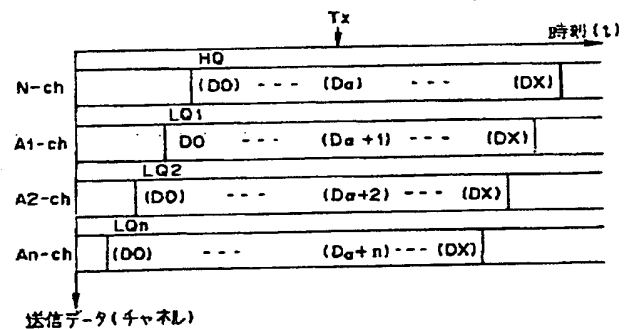 Tx
時刻(t)
HQ
N-ch (D0) --- (Da) --- (DX)
LQ1
A1-ch D0 --- (Da+1) --- (DX)
LQ2
A2-ch (D0) --- (Da+2) --- (DX)
LQn
An-ch (D0) --- (Da+n) --- (DX)
送信データ(チャネル)